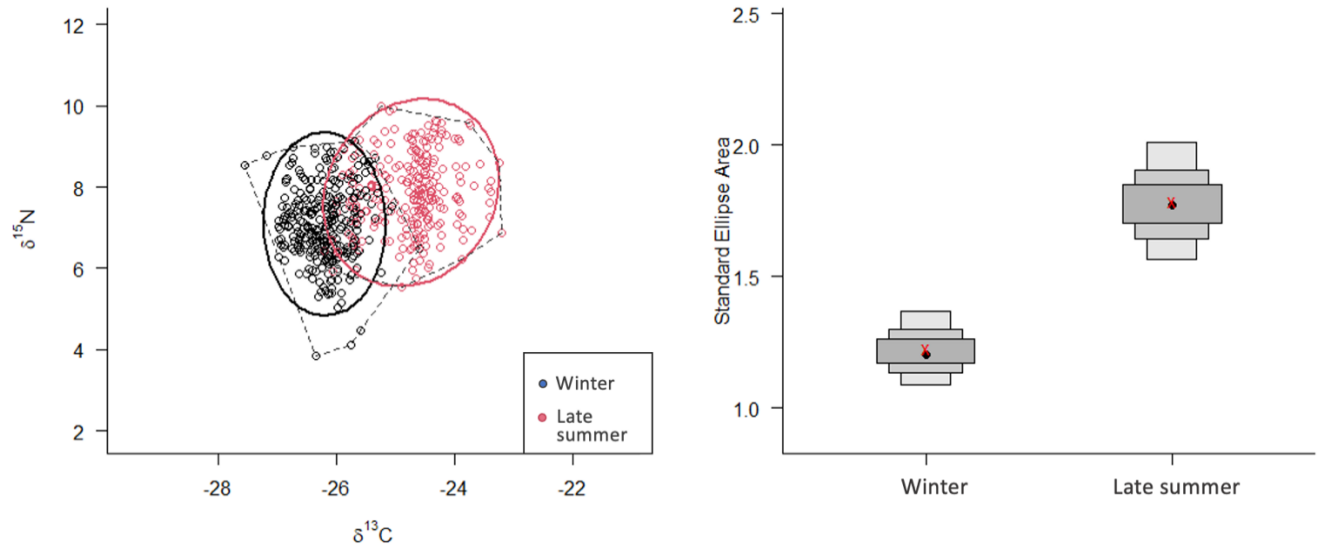 12
10
8
6
4
2
δ15N
-28
-26
-24
-22
δ13C
Winter
Late
summer
2.5
2.0
1.5
1.0
Standard Ellipse Area
x
x
Winter
Late summer